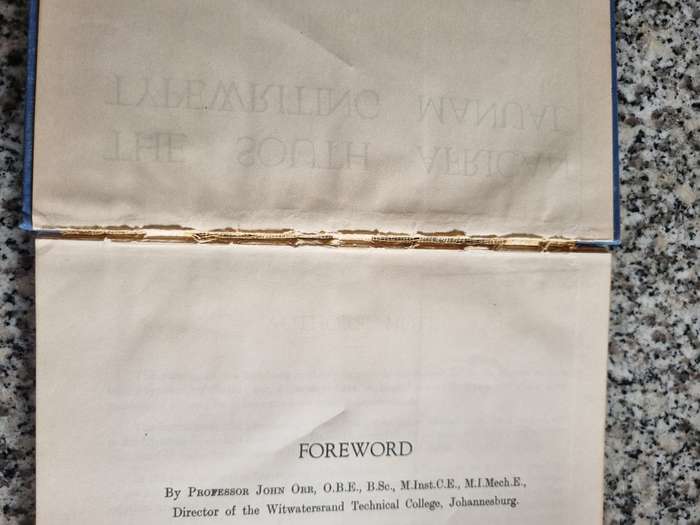 THE SOUTH AFRICAN
TYPEWRITING MANUAL
FOREWORD
By PROFESSOR JOHN ORR, O.B.E., B.Sc., M.Inst.C.E., M.I.Mech.E.,
Director of the Witwatersrand Technical College, Johannesburg.